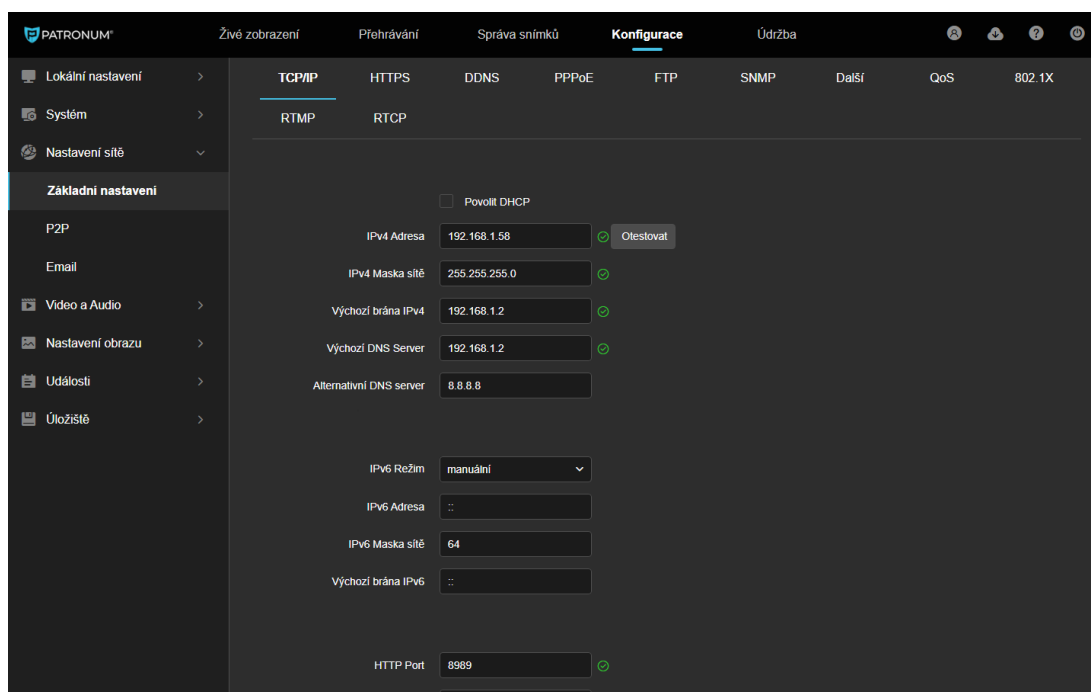 PATRONUM®
Živé zobrazení Přehrávání Správa snímků Konfigurace Údržba
Lokální nastavení
Systém
Nastavení sítě
Základní nastavení
P2P
Email
Video a Audio
Nastavení obrazu
Události
Úložiště
TCP/IP HTTPS DDNS PPPoE FTP SNMP Další QoS 802.1X
RTMP RTCP
Povolit DHCP
IPv4 Adresa 192.168.1.58 Otestovat
IPv4 Maska sítě 255.255.255.0
Výchozí brána IPv4 192.168.1.2
Výchozí DNS Server 192.168.1.2
Alternativní DNS server 8.8.8.8
IPv6 Režim manuální
IPv6 Adresa ::
IPv6 Maska sítě 64
Výchozí brána IPv6 ::
HTTP Port 8989